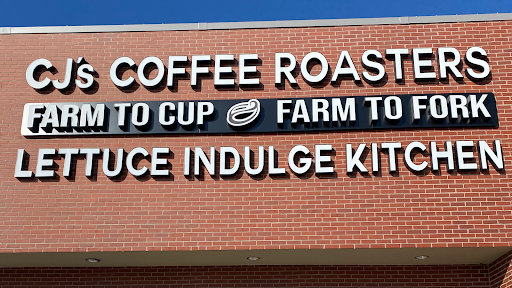 CJ's COFFEE ROASTERS
FARM TO CUP FARM TO FORK
LETTUCE INDULGE KITCHEN